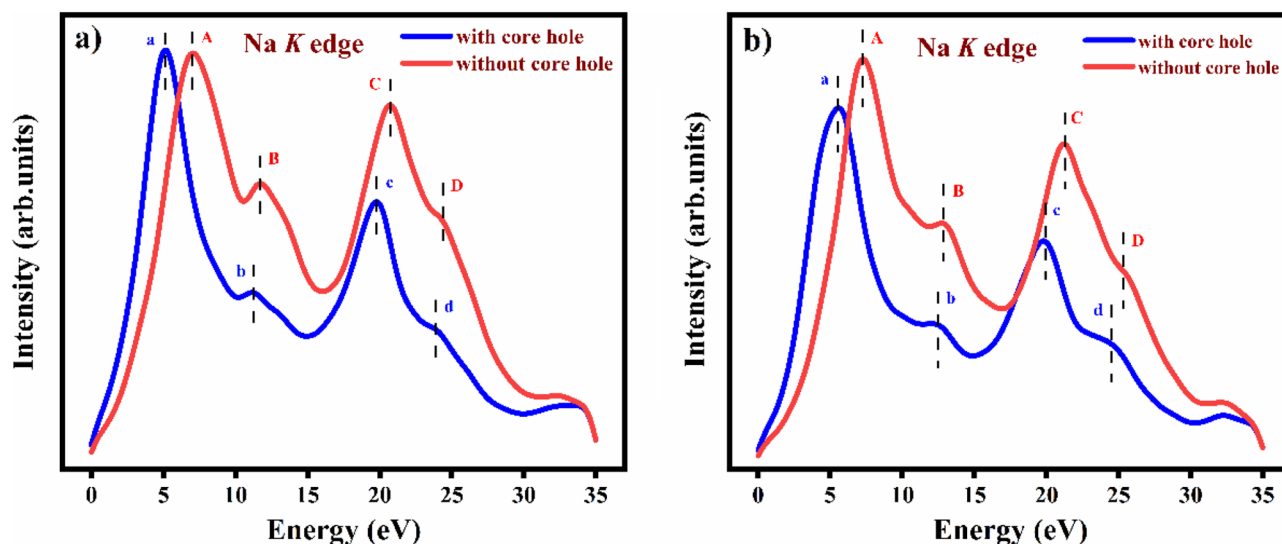 a)
Na K edge
with core hole
without core hole
a
A
B
b
C
c
D
d
Intensity (arb.units)
0 5 10 15 20 25 30 35
Energy (eV)
b)
Na K edge
with core hole
without core hole
a
A
B
b
C
c
D
d
Intensity (arb.units)
0 5 10 15 20 25 30 35
Energy (eV)